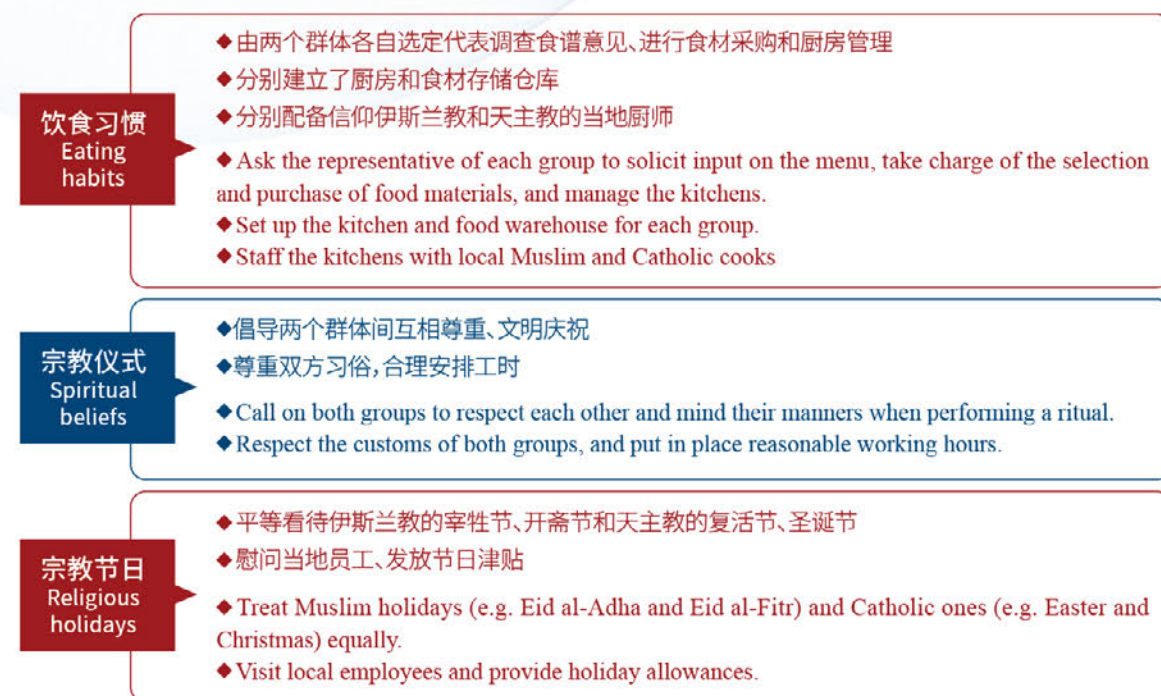 饮食习惯
Eating
habits
◆由两个群体各自选定代表调查食谱意见、进行食材采购和厨房管理
◆分别建立了厨房和食材存储仓库
◆分别配备信仰伊斯兰教和天主教的当地厨师
◆Ask the representative of each group to solicit input on the menu, take charge of the selection
and purchase of food materials, and manage the kitchens.
◆Set up the kitchen and food warehouse for each group.
◆Staff the kitchens with local Muslim and Catholic cooks
宗教仪式
Spiritual
beliefs
◆倡导两个群体间互相尊重、文明庆祝
◆尊重双方习俗,合理安排工时
◆Call on both groups to respect each other and mind their manners when performing a ritual.
◆Respect the customs of both groups, and put in place reasonable working hours.
宗教节日
Religious
holidays
◆平等看待伊斯兰教的宰牲节、开斋节和天主教的复活节、圣诞节
◆慰问当地员工、发放节日津贴
◆Treat Muslim holidays (e.g. Eid al-Adha and Eid al-Fitr) and Catholic ones (e.g. Easter and
Christmas) equally.
◆Visit local employees and provide holiday allowances.